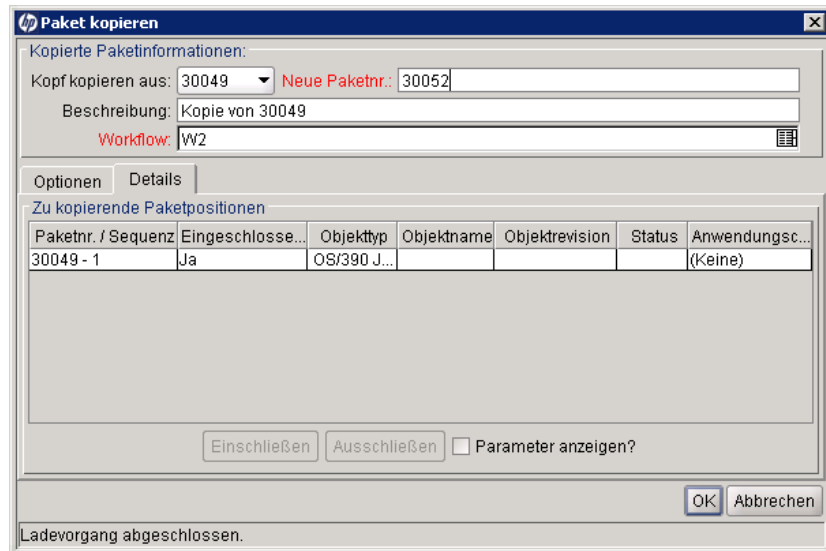 hp Paket kopieren
Kopierte Paketinformationen:
Kopf kopieren aus: 30049 Neue Paketnr.: 30052
Beschreibung: Kopie von 30049
Workflow: W2
Optionen Details
Zu kopierende Paketpositionen
Paketnr. / Sequenz Eingeschlosse... Objekttyp Objektname Objektrevision Status Anwendungsc...
30049 - 1 Ja OS/390 J... (Keine)
Einschließen Ausschließen Parameter anzeigen?
OK Abbrechen
Ladevorgang abgeschlossen.